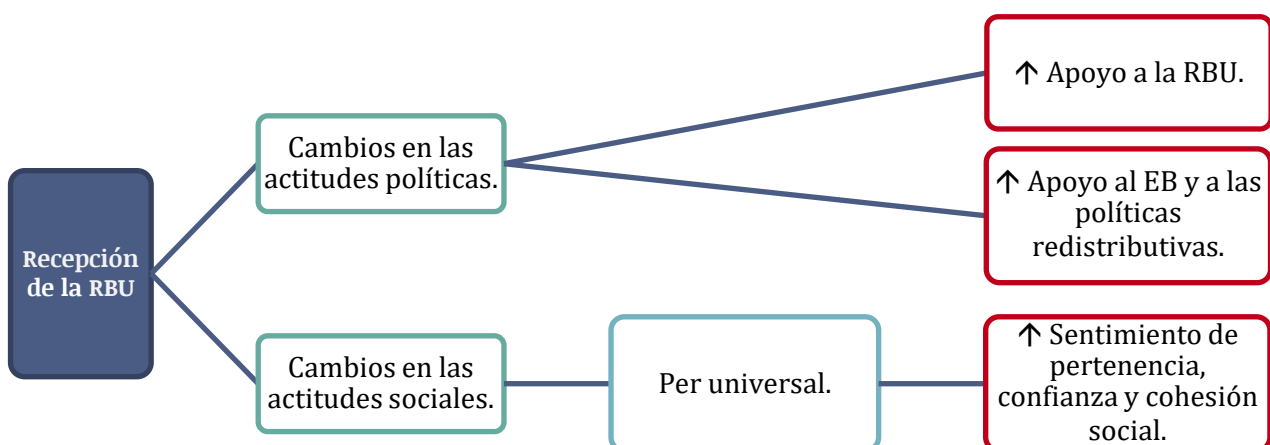 Recepción
de la RBU
Cambios en las
actitudes políticas.
↑ Apoyo a la RBU.
↑ Apoyo al EB y a las
políticas
redistributivas.
Cambios en las
actitudes sociales.
Per universal.
↑ Sentimiento de
pertenencia,
confianza y cohesión
social.